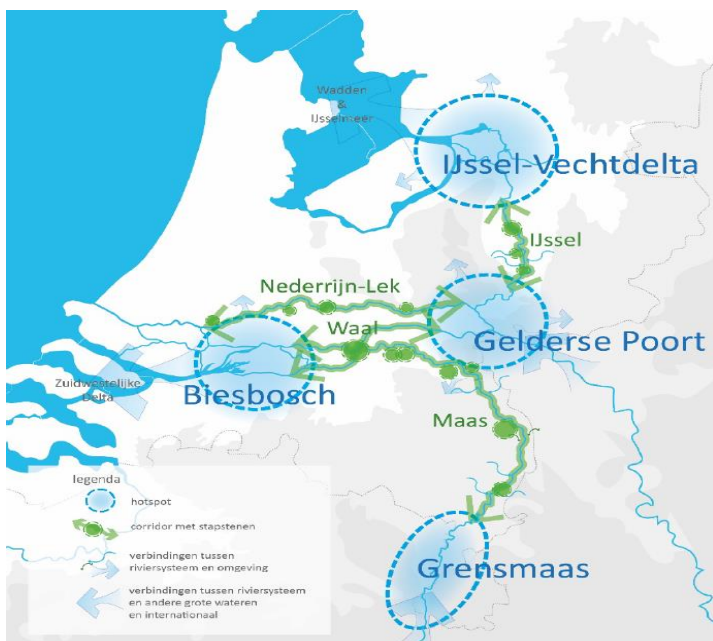 Wadden
&
IJsselmeer
IJssel-Vechtdelta
IJssel
Nederrijn-Lek
Waal
Gelderse Poort
Zuidwestelijke
Delta
Biesbosch
Maas
Grensmaas
legenda
hotspot
corridor met stapstenen
verbindingen tussen
riviersysteem en omgeving
verbindingen tussen riviersysteem
en andere grote wateren
en internationaal